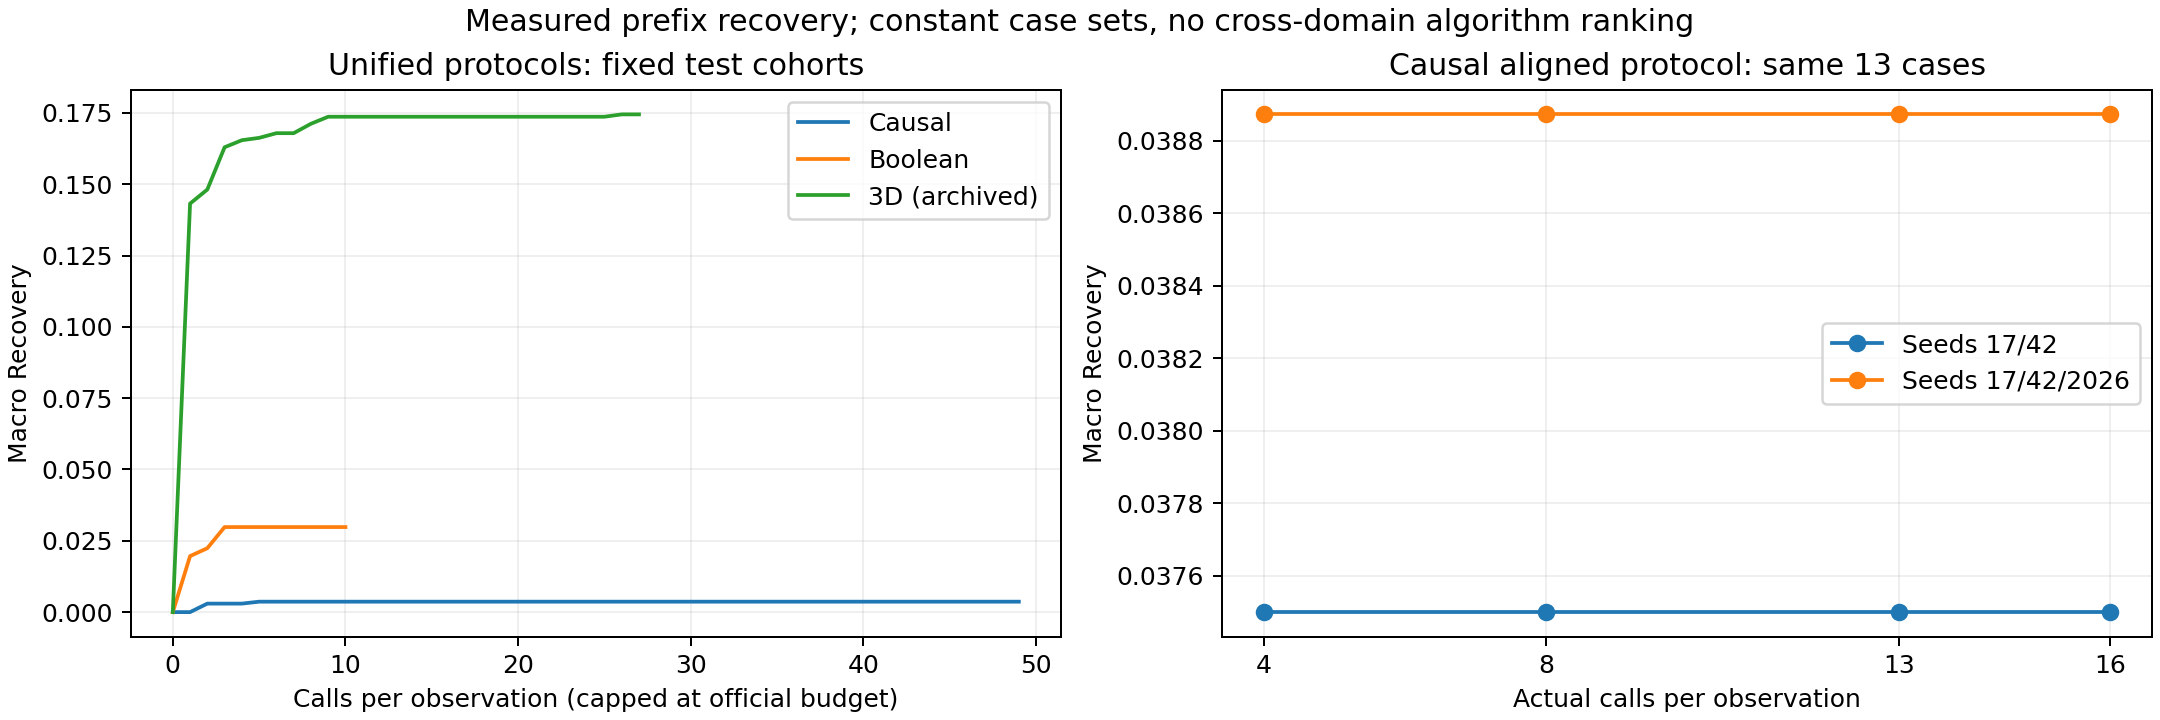 Measured prefix recovery; constant case sets, no cross-domain algorithm ranking
Unified protocols: fixed test cohorts
Macro Recovery
0.175
0.150
0.125
0.100
0.075
0.050
0.025
0.000
0
10
20
30
40
50
Calls per observation (capped at official budget)
Causal
Boolean
3D (archived)
Causal aligned protocol: same 13 cases
Macro Recovery
0.0388
0.0386
0.0384
0.0382
0.0380
0.0378
0.0376
4
8
13
16
Actual calls per observation
Seeds 17/42
Seeds 17/42/2026